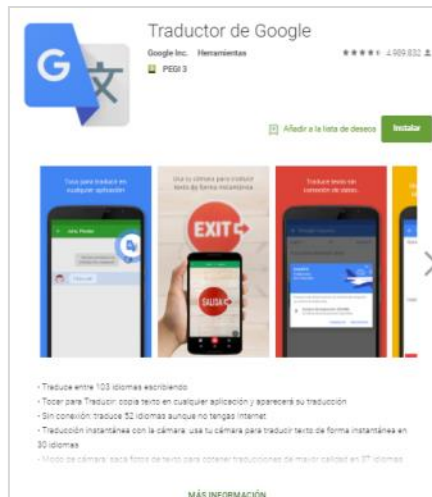 Traductor de Google
Google Inc. Herramientas
4.989.832
PEGI 3
Añadir a la lista de deseos
Instalar
G
文
Toca para traducir en
cualquier aplicación
Usa tu cámara para traducir
texto de forma instantánea
EXIT
SALIDA
Traduce texto sin
conexión de datos.
- Traduce entre 103 idiomas escribiendo
- Tocar para Traducir: copia texto en cualquier aplicación y aparecerá su traducción
- Sin conexión: traduce 52 idiomas aunque no tengas Internet
- Traducción instantánea con la cámara: usa tu cámara para traducir texto de forma instantánea en
30 idiomas
- Modo de cámara: saca fotos de texto para obtener traducciones de mayor calidad en 37 idiomas
MÁS INFORMACIÓN